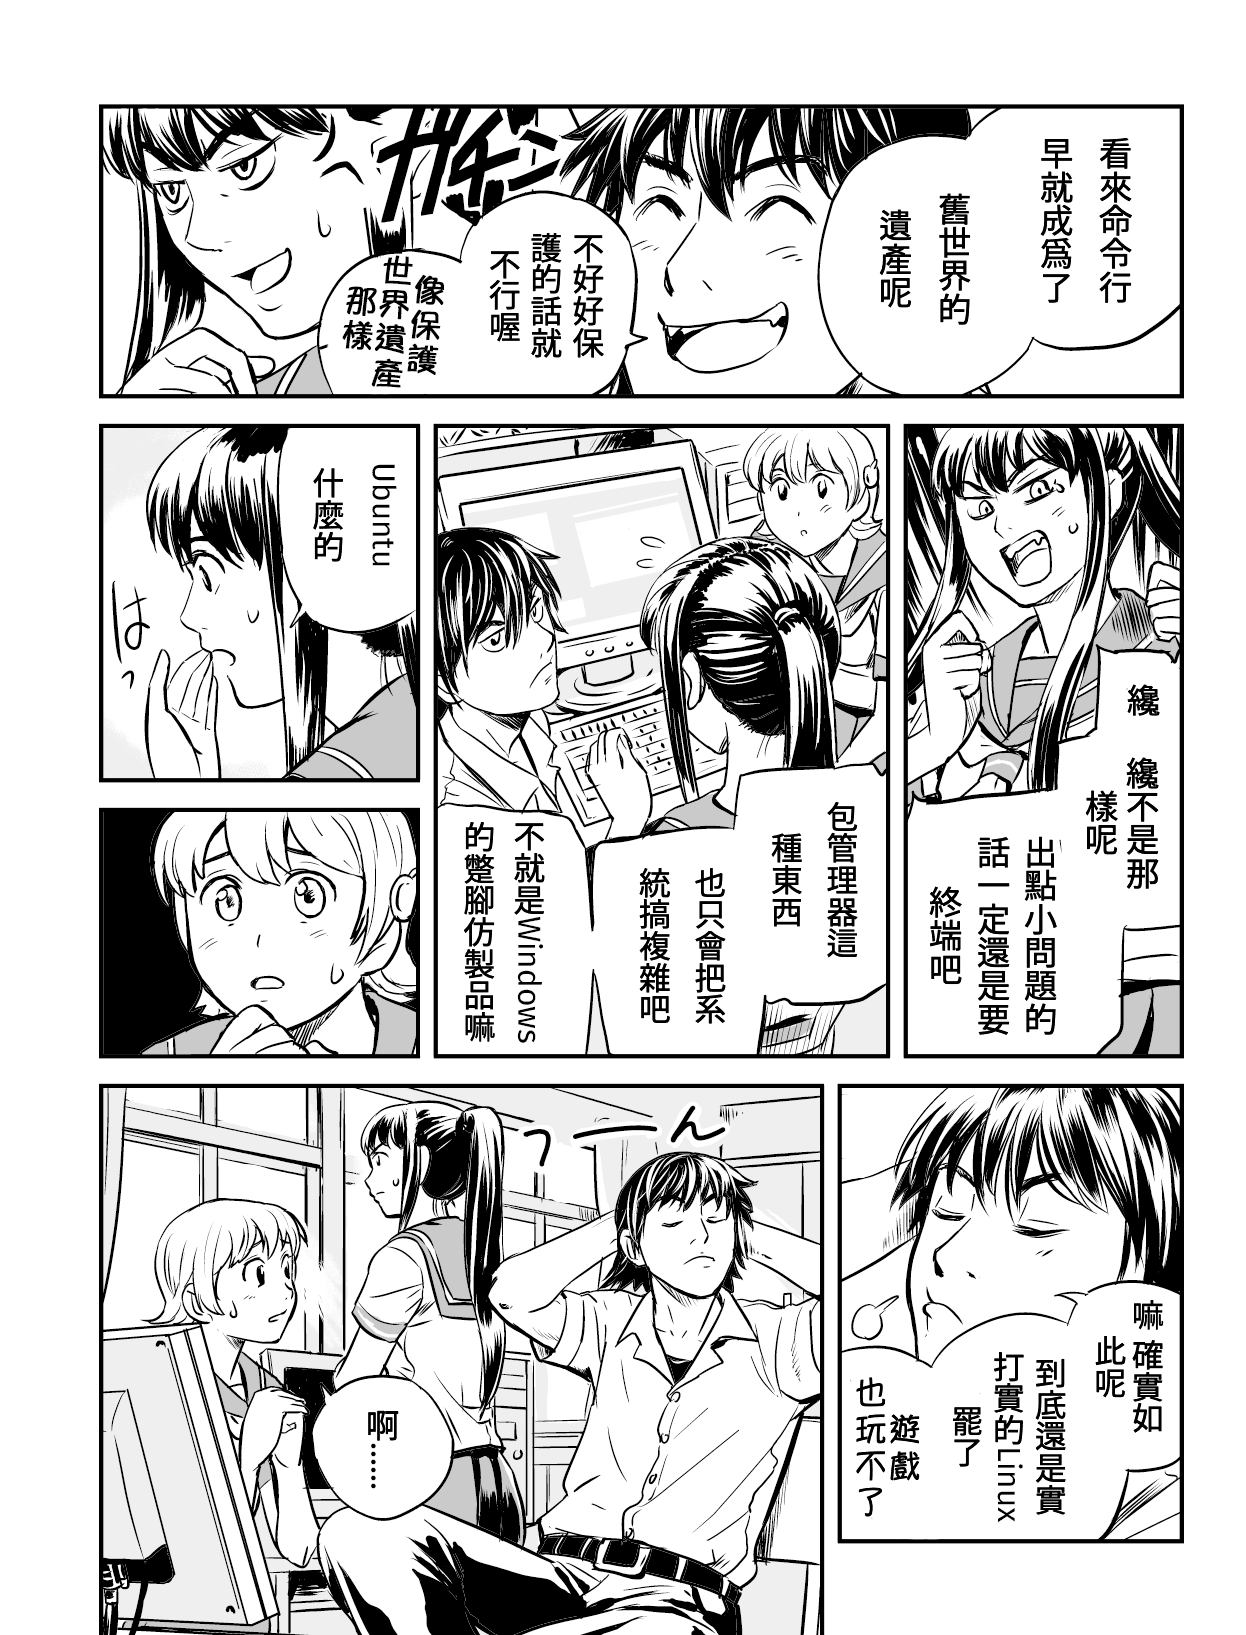 看來命令行
早就成爲了
舊世界的
遺產呢
不好好保
護的話就
不行喔
像保護
世界遺產
那樣
ガチン
纔 纔不是那
樣呢
出點小問題的
話一定還是要
終端吧
包管理器這
種東西
也只會把系
統搞複雜吧
不就是Windows
的蹩腳仿製品嘛
Ubuntu
什麼的
はっ
嘛確實如
此呢
到底還是實
打實的Linux
罷了
遊戲
也玩不了
うーん
啊……